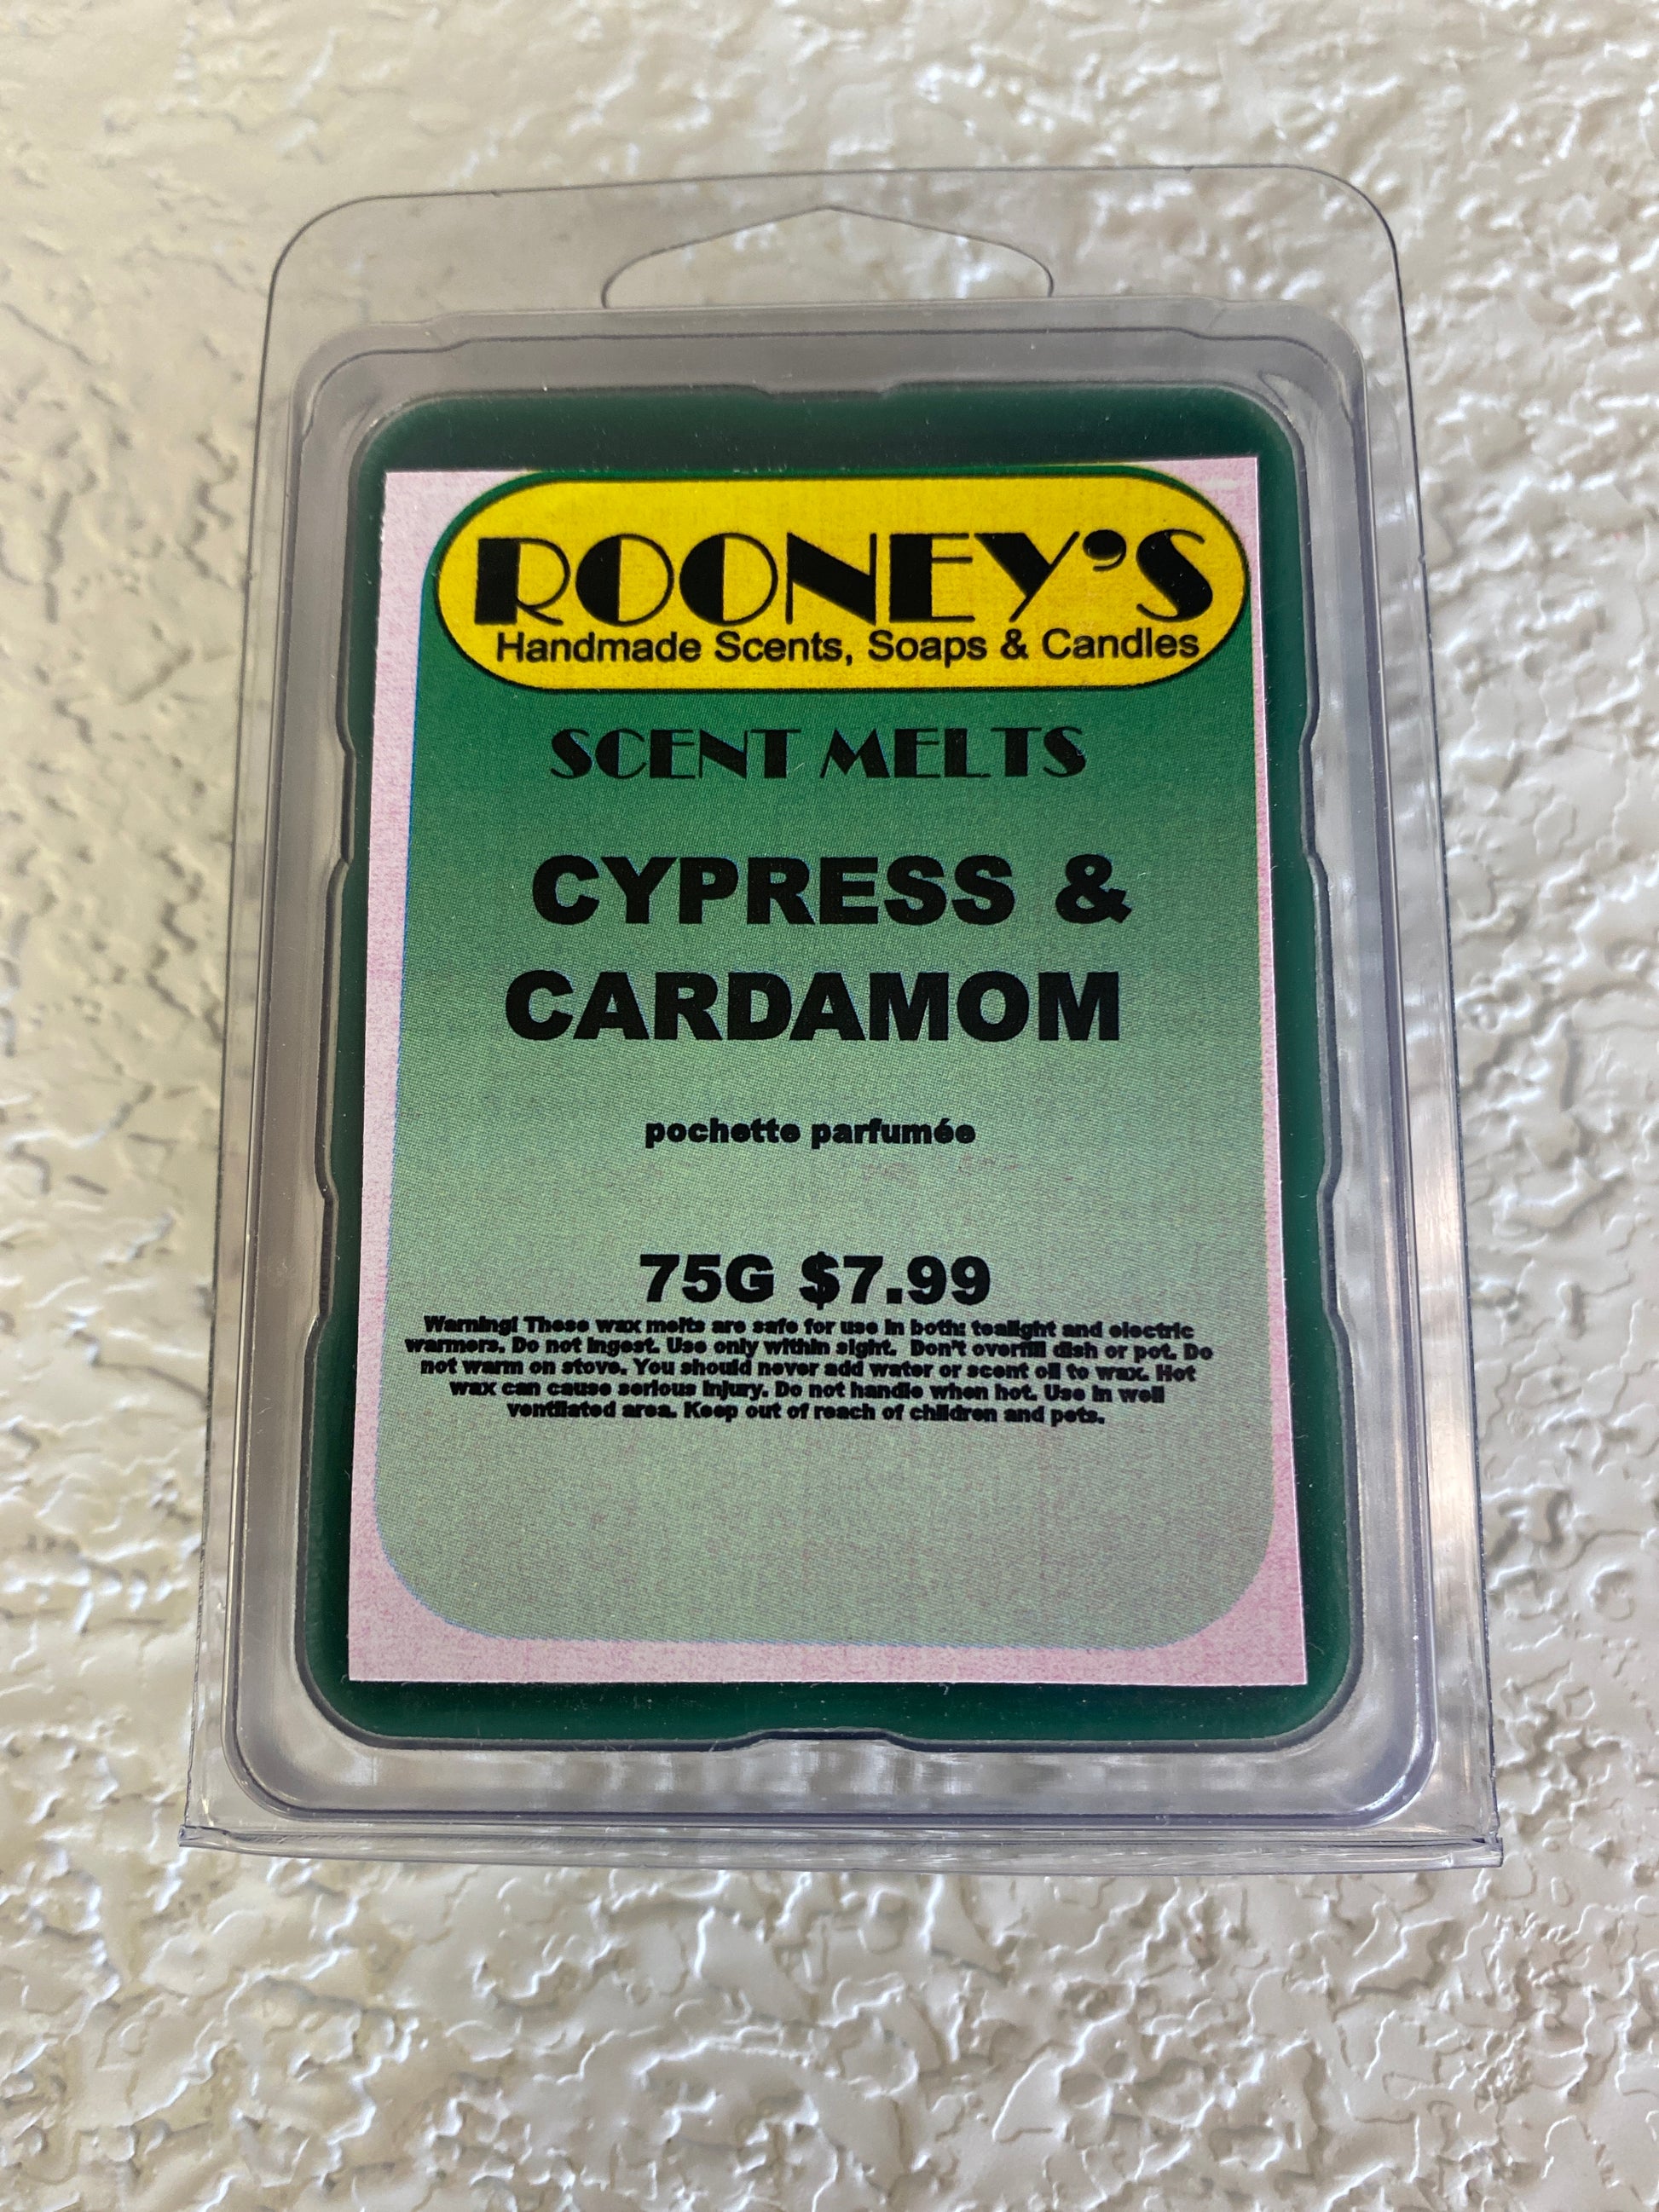 ROONEY'S
Handmade Scents, Soaps & Candles
SCENT MELTS
CYPRESS &
CARDAMOM
pochette parfumée
75G $7.99
Warning! These wax melts are safe for use in both: tealight and electric
warmers. Do not ingest. Use only within sight. Don't overfill dish or pot. Do
not warm on stove. You should never add water or scent oil to wax. Hot
wax can cause serious injury. Do not handle when hot. Use in well
ventilated area. Keep out of reach of children and pets.